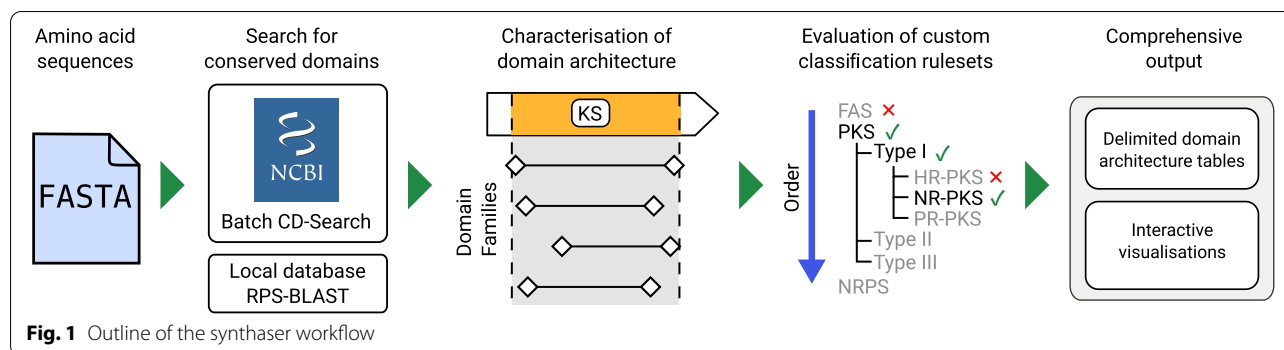 Amino acid
sequences
FASTA
Search for
conserved domains
NCBI
Batch CD-Search
Local database
RPS-BLAST
Characterisation of
domain architecture
KS
Domain
Families
Evaluation of custom
classification rulesets
Order
FAS ✕
PKS ✓
Type I ✓
HR-PKS ✕
NR-PKS ✓
PR-PKS
Type II
Type III
NRPS
Comprehensive
output
Delimited domain
architecture tables
Interactive
visualisations
Fig. 1 Outline of the synthaser workflow